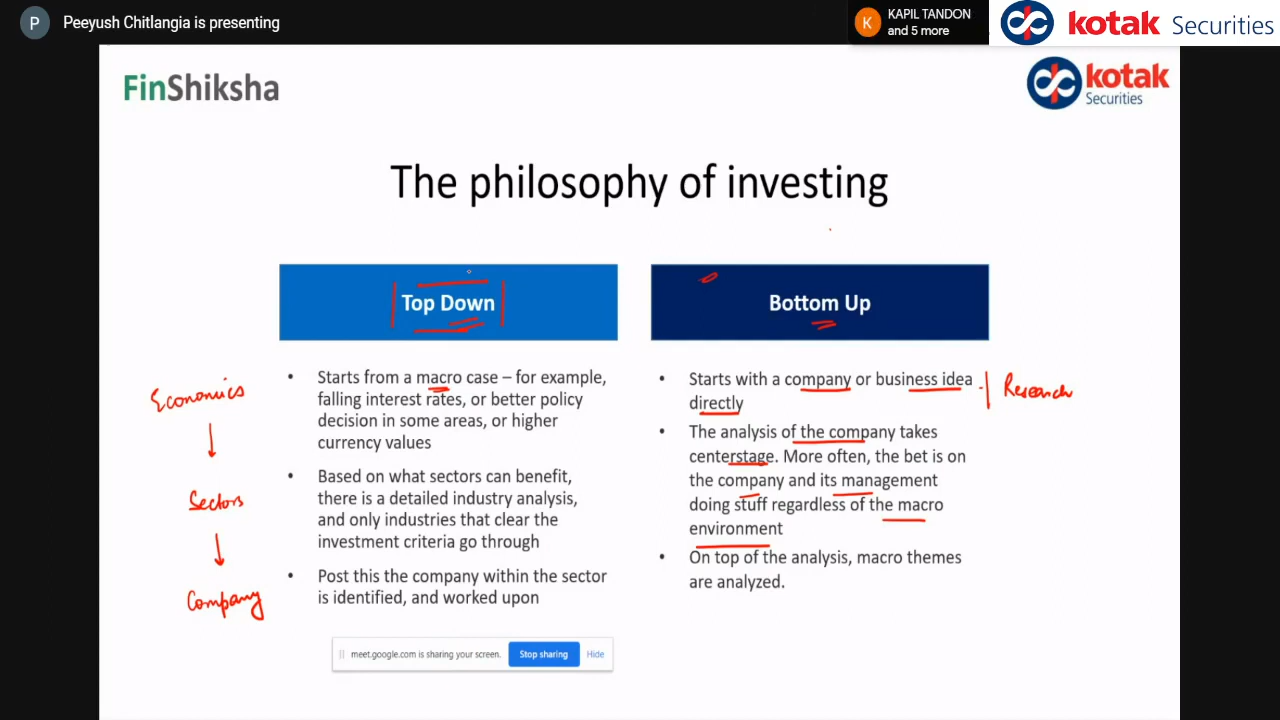 P
Peeyush Chitlangia is presenting
K
KAPIL TANDON
and 5 more
kotak Securities
FinShiksha
kotak
Securities
The philosophy of investing
Top Down
Bottom Up
• Starts from a macro case – for example,
falling interest rates, or better policy
decision in some areas, or higher
currency values
• Based on what sectors can benefit,
there is a detailed industry analysis,
and only industries that clear the
investment criteria go through
• Post this the company within the sector
is identified, and worked upon
• Starts with a company or business idea
directly
• The analysis of the company takes
centerstage. More often, the bet is on
the company and its management
doing stuff regardless of the macro
environment
• On top of the analysis, macro themes
are analyzed.
Economics
Sectors
Company
Research
meet.google.com is sharing your screen.
Stop sharing
Hide